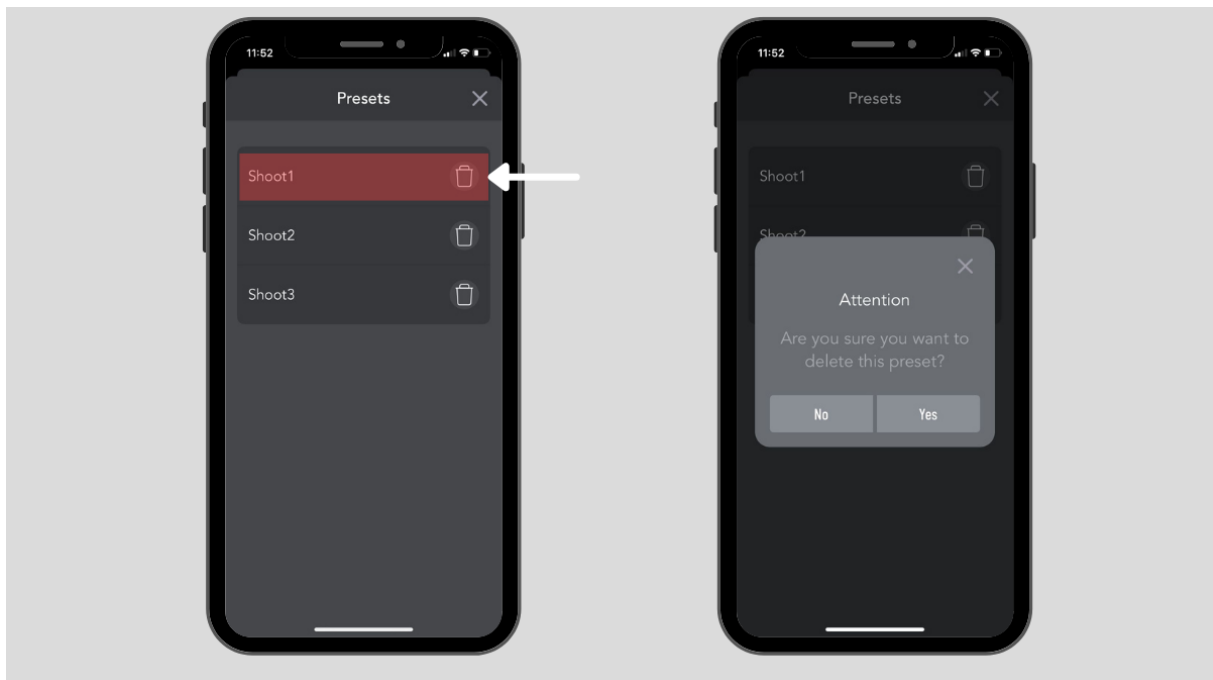 11:52
Presets
Shoot1
Shoot2
Shoot3
11:52
Presets
Shoot1
Shoot2
Attention
Are you sure you want to
delete this preset?
No
Yes